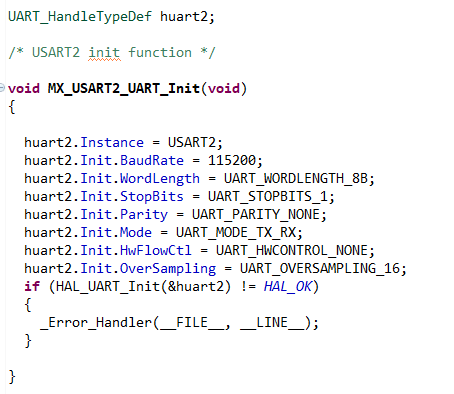 UART_HandleTypeDef huart2;
/* USART2 init function */
void MX_USART2_UART_Init(void)
{
huart2.Instance = USART2;
huart2.Init.BaudRate = 115200;
huart2.Init.WordLength = UART_WORDLENGTH_8B;
huart2.Init.StopBits = UART_STOPBITS_1;
huart2.Init.Parity = UART_PARITY_NONE;
huart2.Init.Mode = UART_MODE_TX_RX;
huart2.Init.HwFlowCtl = UART_HWCONTROL_NONE;
huart2.Init.OverSampling = UART_OVERSAMPLING_16;
if (HAL_UART_Init(&huart2) != HAL_OK)
{
_Error_Handler(__FILE__, __LINE__);
}
}